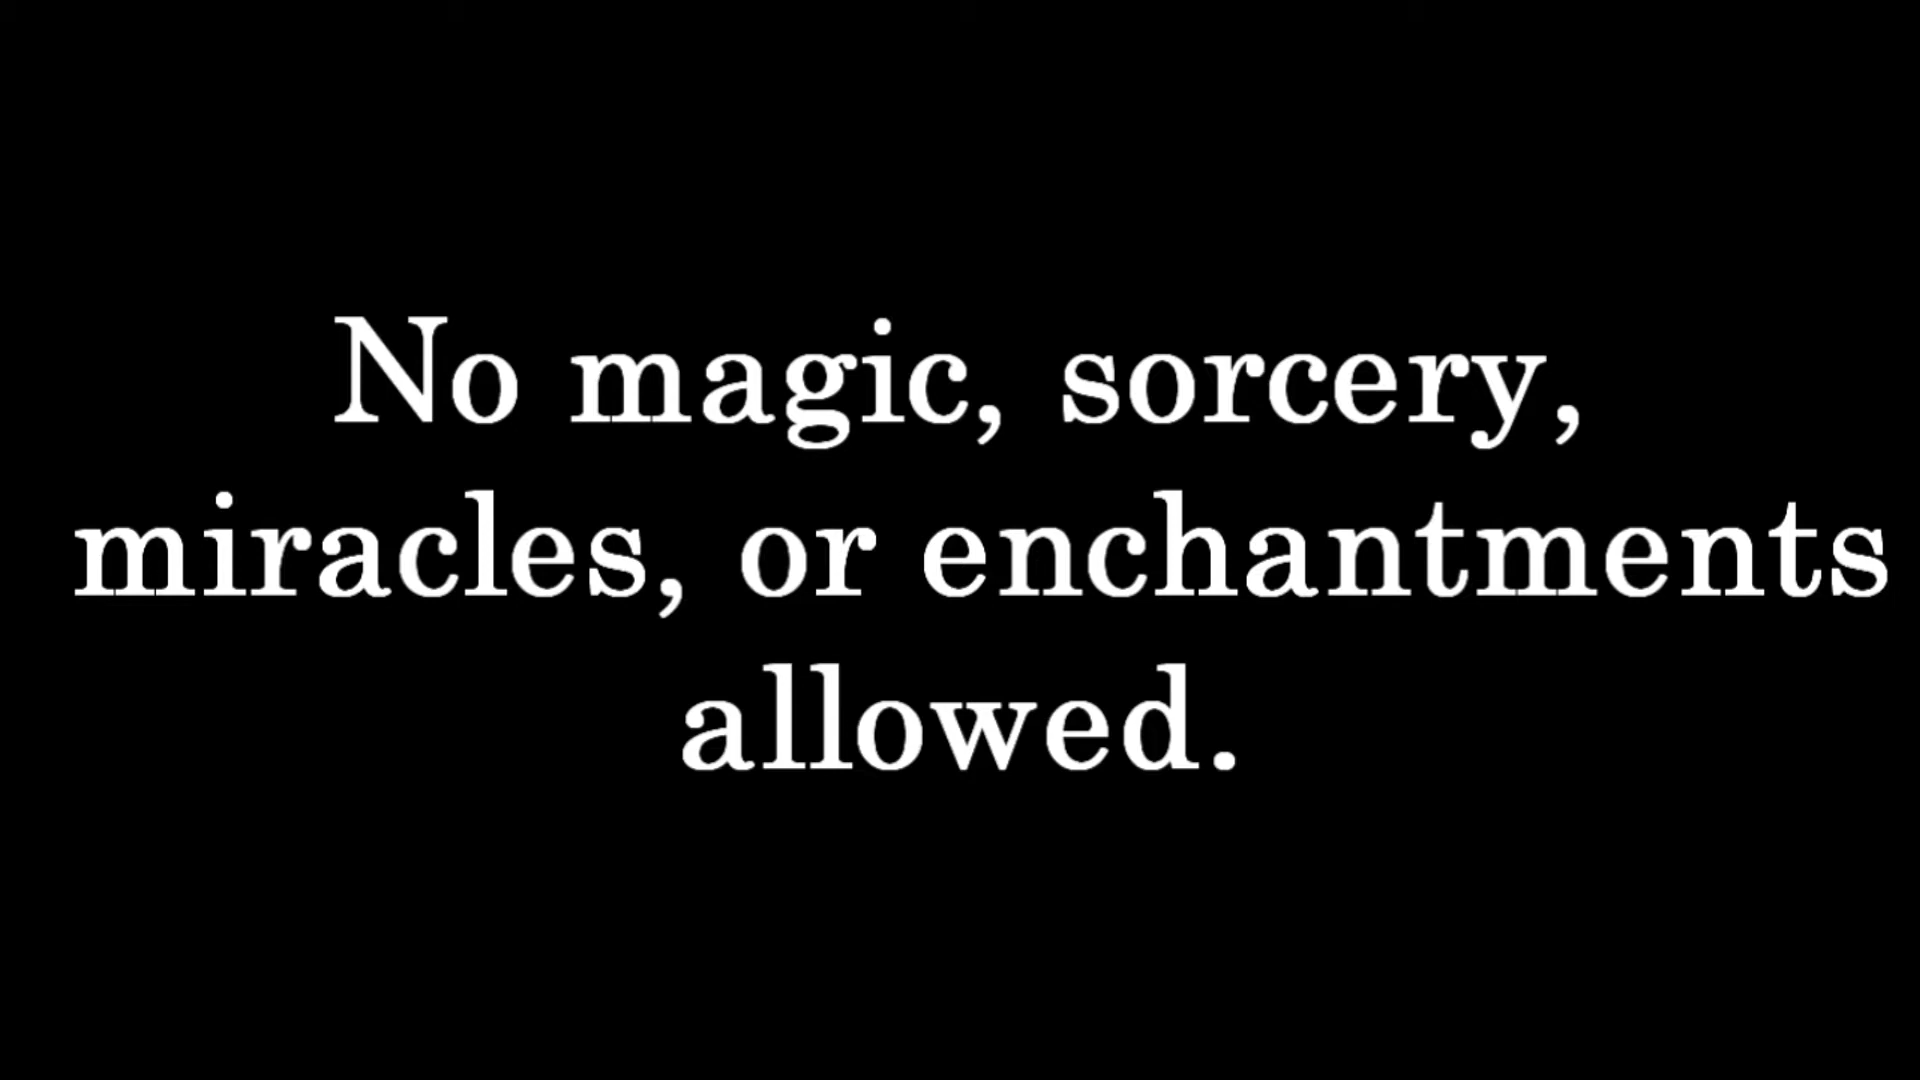 No magic, sorcery,
miracles, or enchantments
allowed.